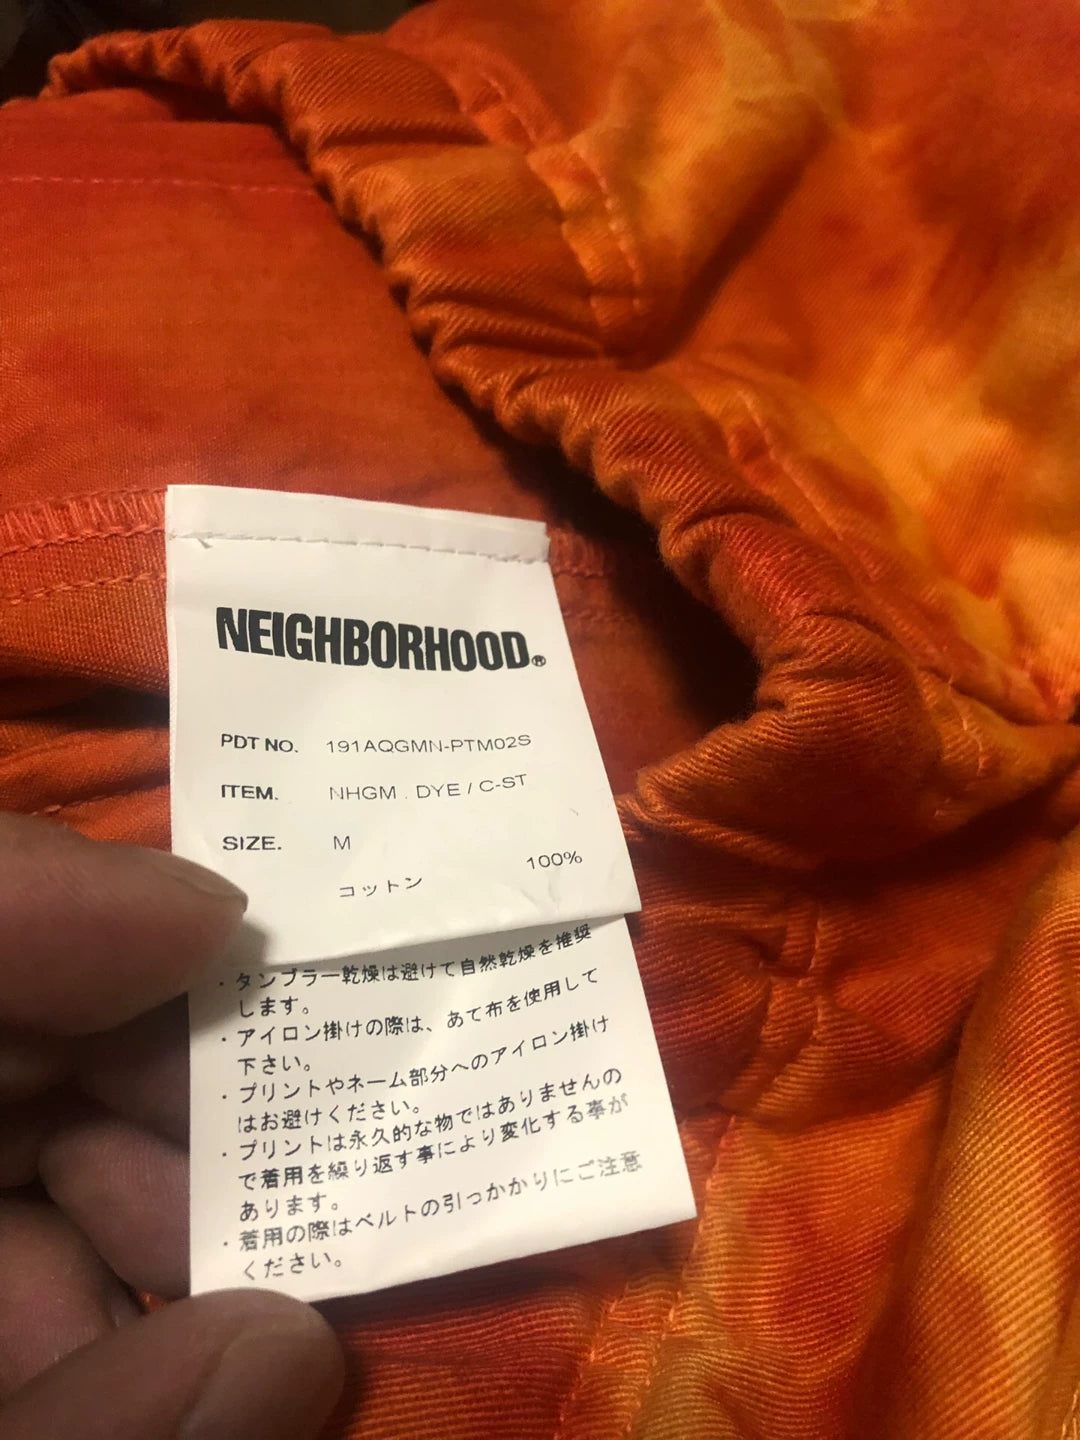 NEIGHBORHOOD®
PDT NO. 191AQGMN-PTM02S
ITEM. NHGM . DYE / C-ST
SIZE. M
コットン 100%
・タンブラー乾燥は避けて自然乾燥を推奨
します。
・アイロン掛けの際は、あて布を使用して
下さい。
・プリントやネーム部分へのアイロン掛け
はお避けください。
・プリントは永久的な物ではありませんの
で着用を繰り返す事により変化する事が
あります。
・着用の際はベルトの引っかかりにご注意
ください。